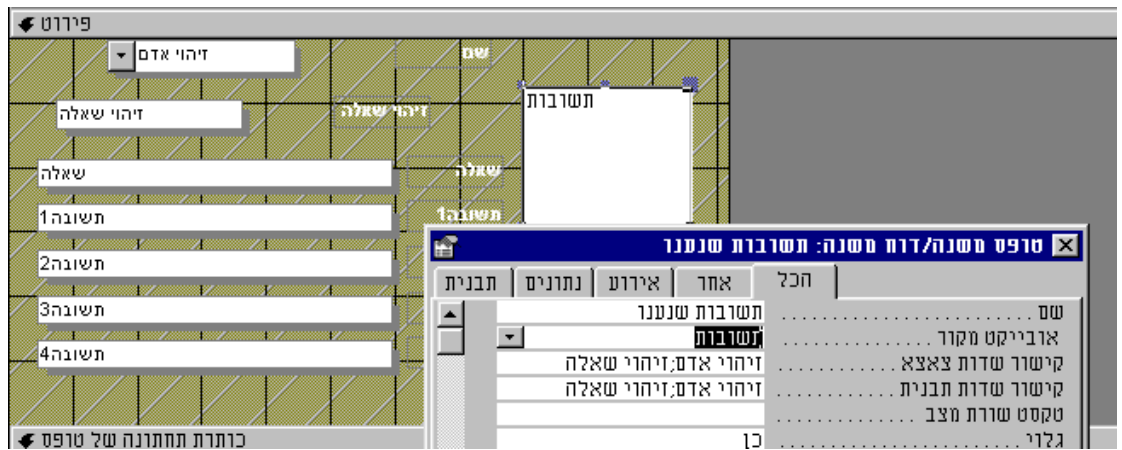 פירוט
זיהוי אדם
שם
תשובות
זיהוי שאלה
זיהוי שאלה
שאלה
שאלה
תשובה1
תשובה1
תשובה2
תשובה3
תשובה4
כותרת תחתונה של טופס
טופס משנה/דוח משנה: תשובות שנענו
הכל אחר אירוע נתונים תבנית
שם . . . . . . . . . . . . . . . . . . . . . . . . תשובות שנענו
אובייקט מקור . . . . . . . . . . . . . . . תשובות
קישור שדות צאצא . . . . . . . . . . . . זיהוי אדם;זיהוי שאלה
קישור שדות תבנית . . . . . . . . . . . . זיהוי אדם;זיהוי שאלה
טקסט שורת מצב . . . . . . . . . . . . .
גלוי . . . . . . . . . . . . . . . . . . . . . . . כן